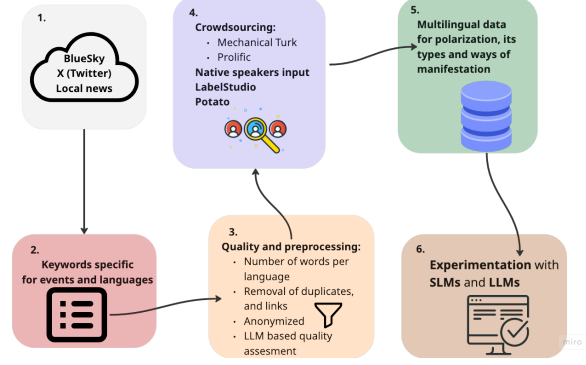 1.
BlueSky
X (Twitter)
Local news
2.
Keywords specific
for events and languages
3.
Quality and preprocessing:
· Number of words per
language
· Removal of duplicates,
and links
· Anonymized
· LLM based quality
assesment
4.
Crowdsourcing:
· Mechanical Turk
· Prolific
Native speakers input
LabelStudio
Potato
5.
Multilingual data
for polarization, its
types and ways of
manifestation
6.
Experimentation with
SLMs and LLMs
miro